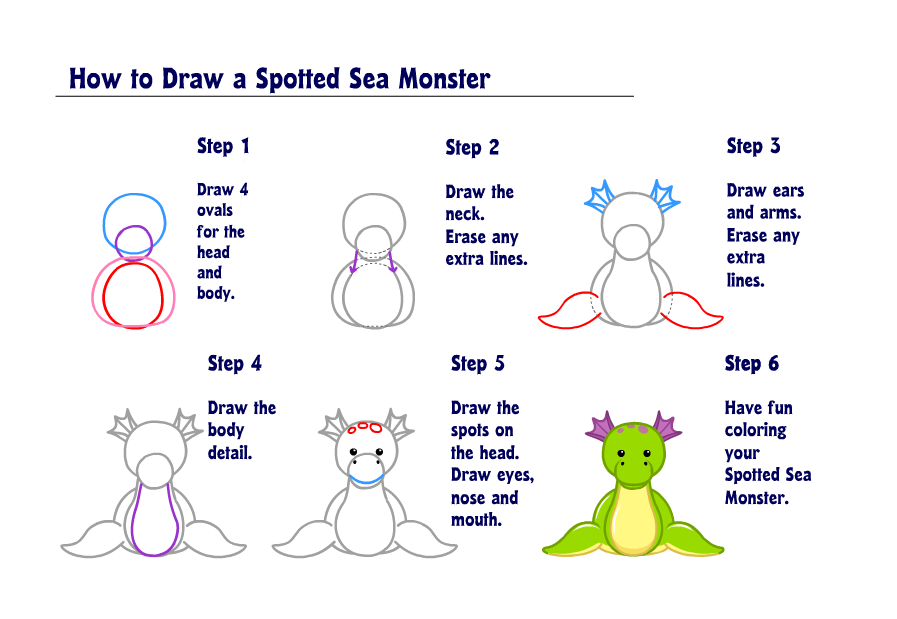 How to Draw a Spotted Sea Monster
Step 1
Draw 4
ovals
for the
head
and
body.
Step 2
Draw the
neck.
Erase any
extra lines.
Step 3
Draw ears
and arms.
Erase any
extra
lines.
Step 4
Draw the
body
detail.
Step 5
Draw the
spots on
the head.
Draw eyes,
nose and
mouth.
Step 6
Have fun
coloring
your
Spotted Sea
Monster.